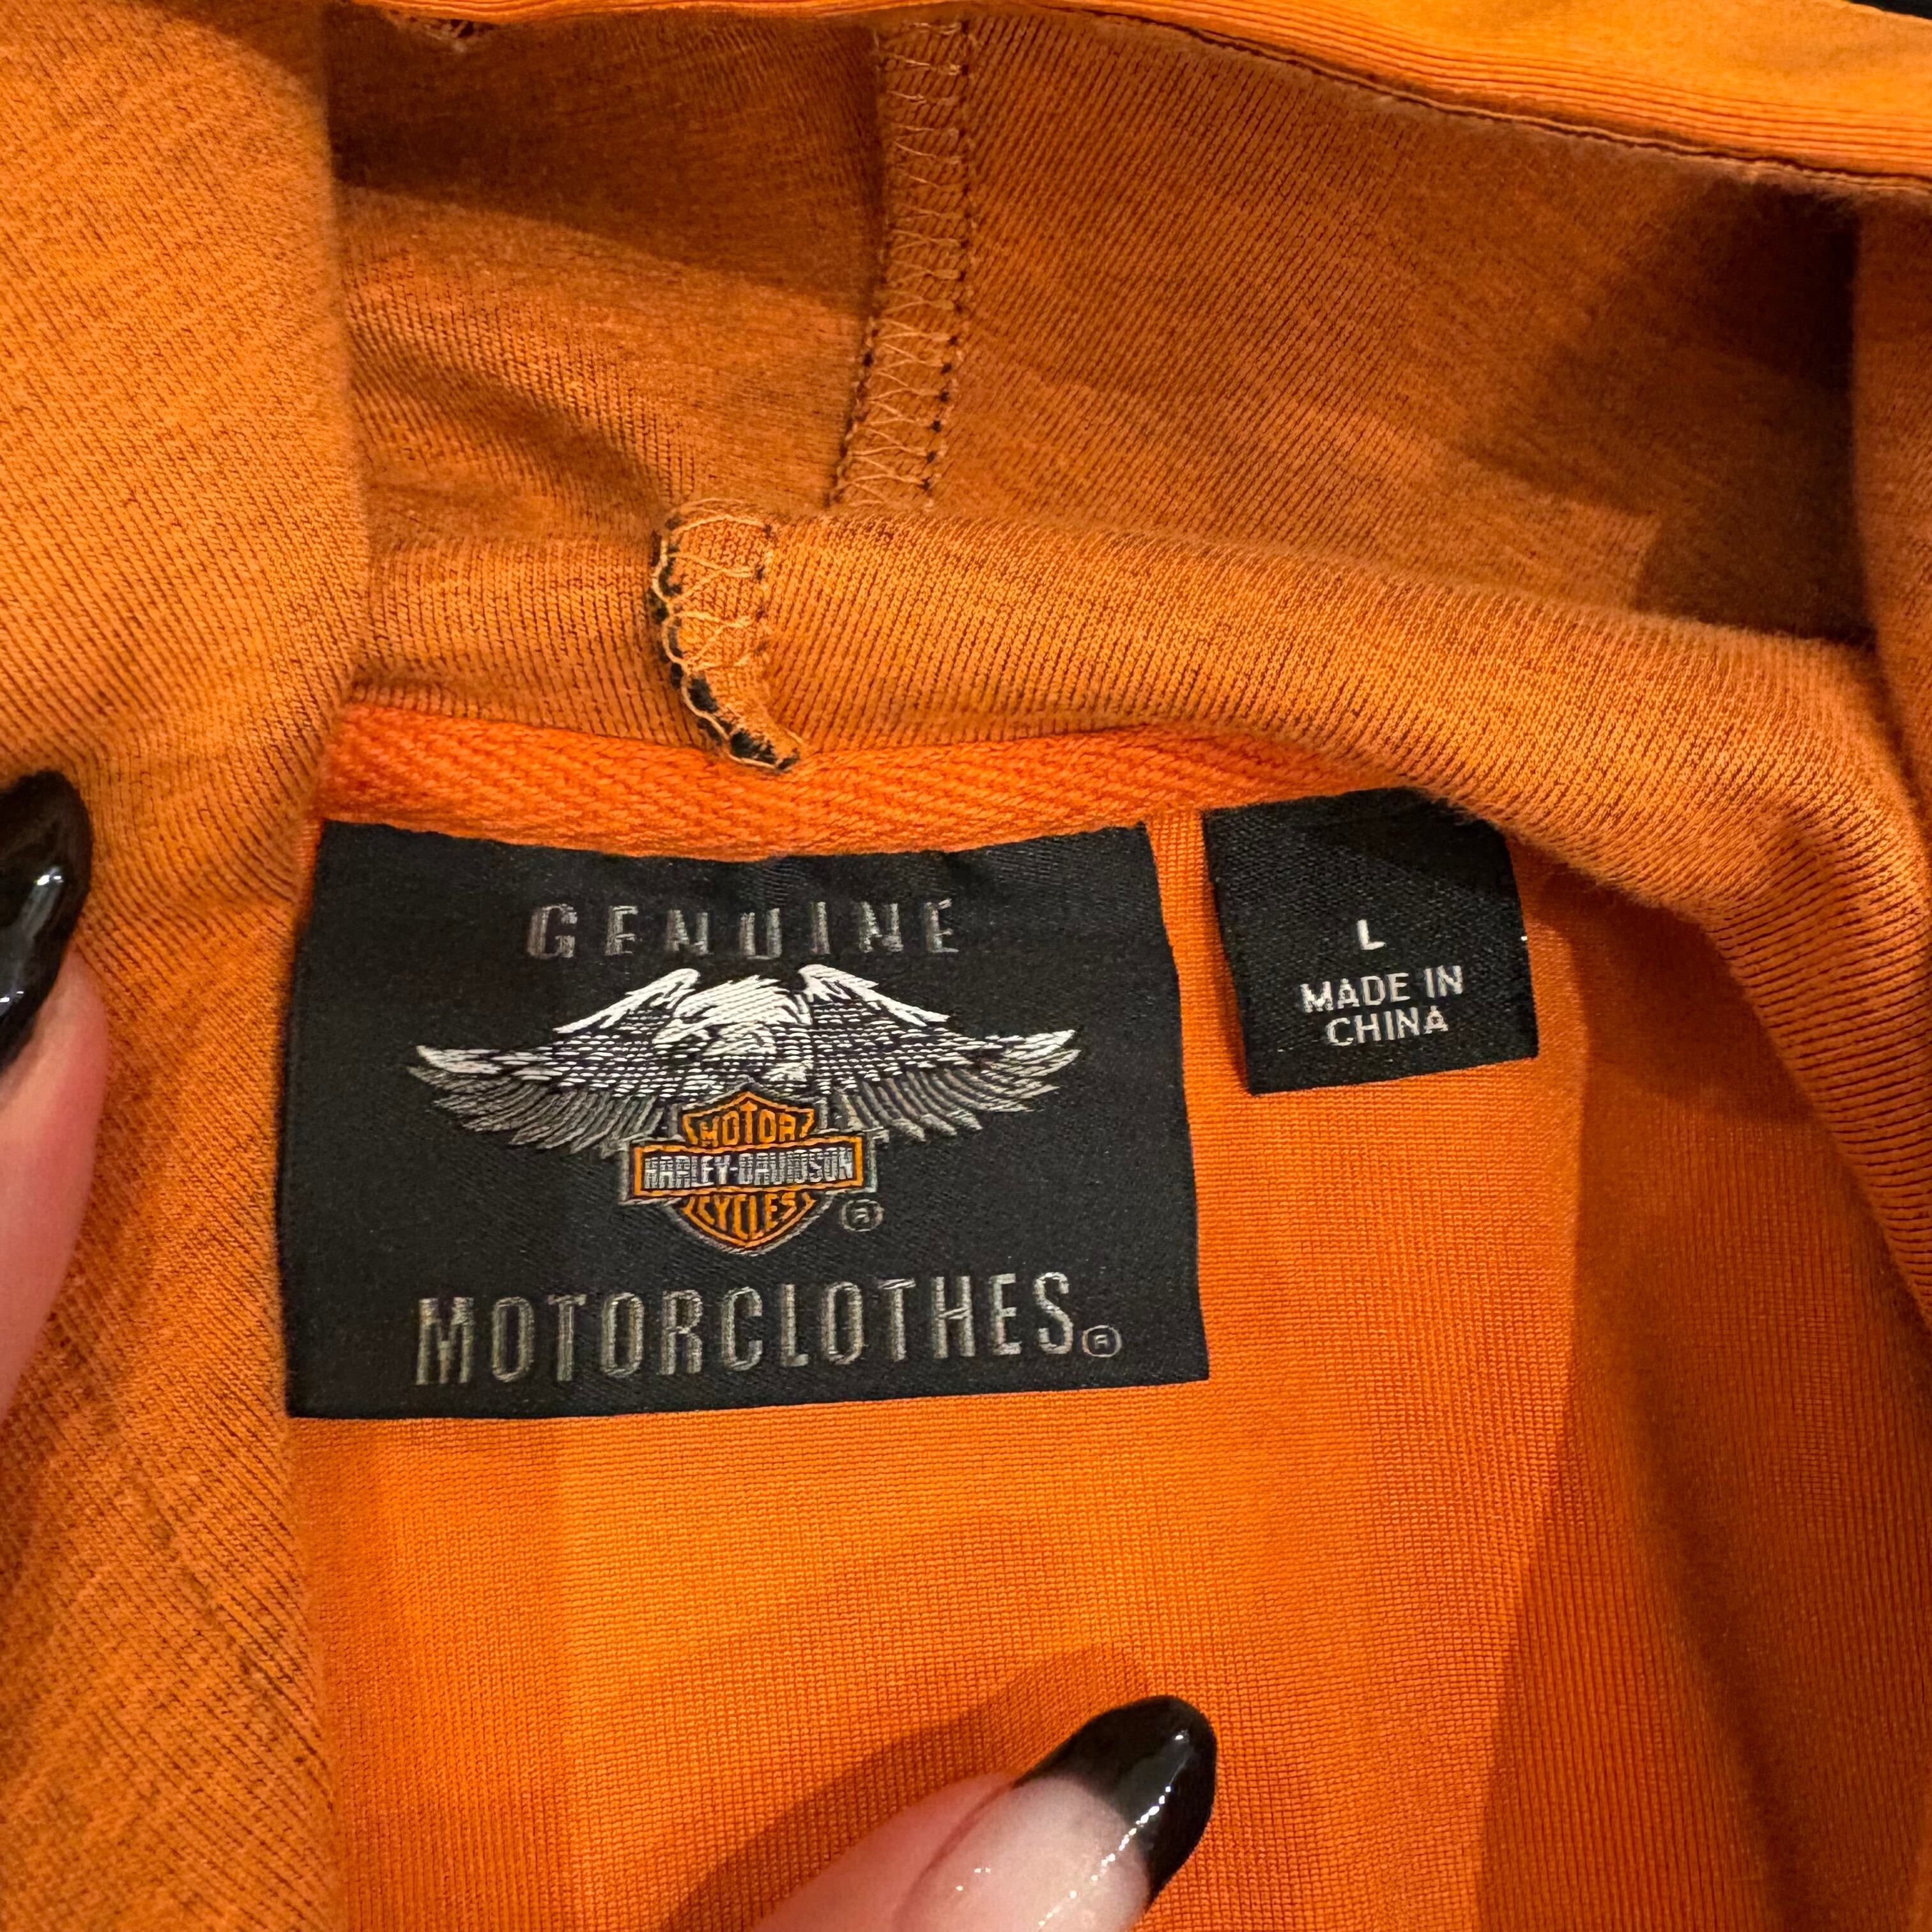 GENUINE
MOTOR
HARLEY-DAVIDSON
CYCLES
®
MOTORCLOTHES®
L
MADE IN
CHINA